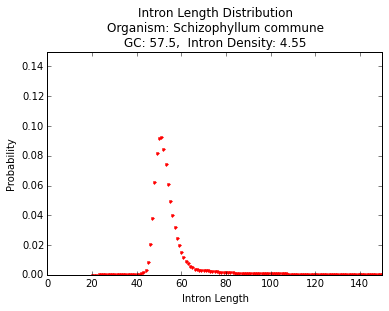 Intron Length Distribution
Organism: Schizophyllum commune
GC: 57.5,  Intron Density: 4.55
0.14
0.12
0.10
0.08
0.06
0.04
0.02
0.00
Probability
0 20 40 60 80 100 120 140
Intron Length